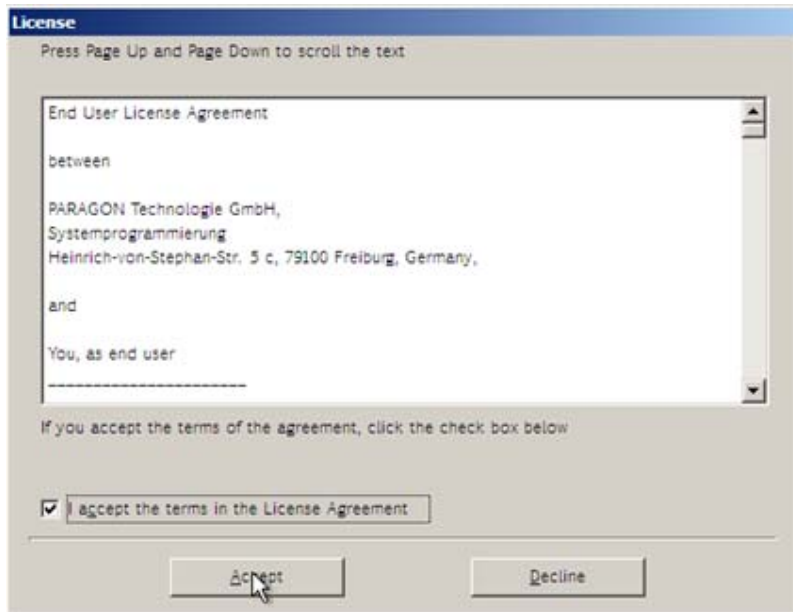 License
Press Page Up and Page Down to scroll the text
End User License Agreement
between
PARAGON Technologie GmbH,
Systemprogrammierung
Heinrich-von-Stephan-Str. 5 c, 79100 Freiburg, Germany,
and
You, as end user
----------------------
If you accept the terms of the agreement, click the check box below
I accept the terms in the License Agreement
Accept
Decline